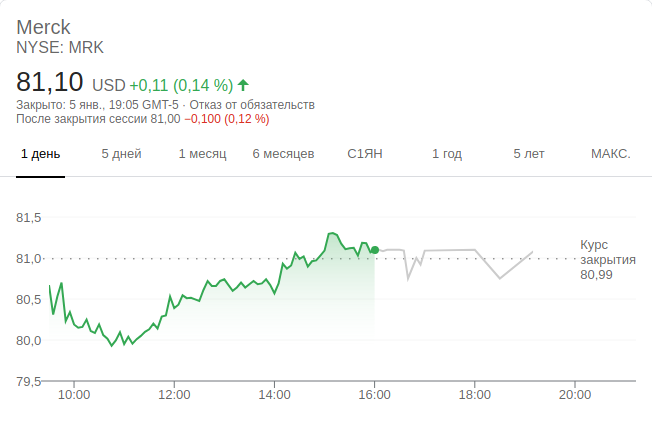 Merck
NYSE: MRK
81,10 USD +0,11 (0,14 %)
Закрыто: 5 янв., 19:05 GMT-5 · Отказ от обязательств
После закрытия сессии 81,00 −0,100 (0,12 %)
1 день 5 дней 1 месяц 6 месяцев С1ЯН 1 год 5 лет МАКС.
81,5
81,0
80,5
80,0
79,5
Курс
закрытия
80,99
10:00 12:00 14:00 16:00 18:00 20:00